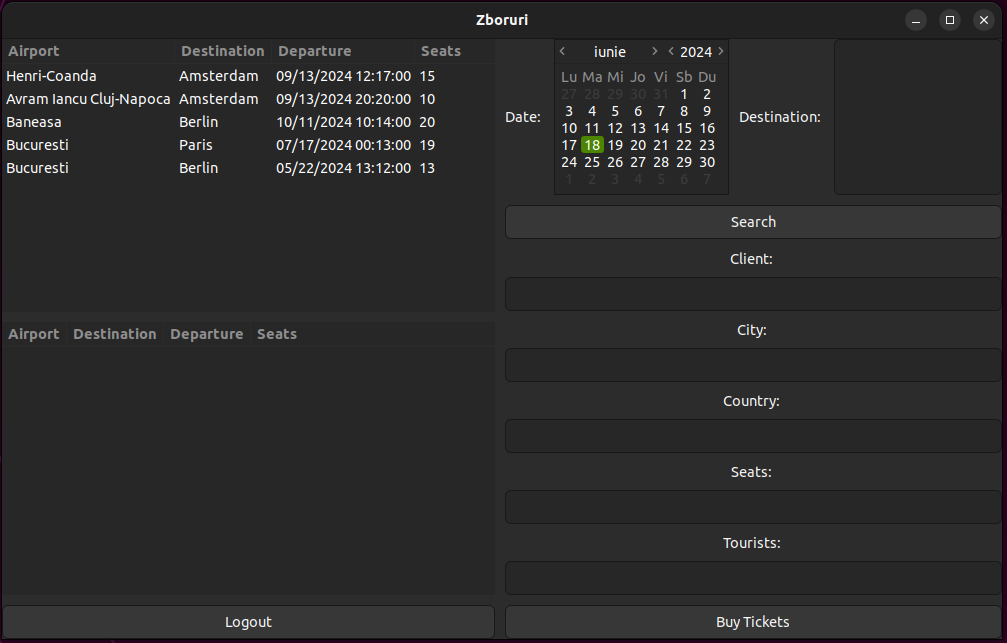 Zboruri
Airport Destination Departure Seats
Henri-Coanda Amsterdam 09/13/2024 12:17:00 15
Avram Iancu Cluj-Napoca Amsterdam 09/13/2024 20:20:00 10
Baneasa Berlin 10/11/2024 10:14:00 20
Bucuresti Paris 07/17/2024 00:13:00 19
Bucuresti Berlin 05/22/2024 13:12:00 13
Airport Destination Departure Seats
Logout
Date:
iunie 2024
Lu Ma Mi Jo Vi Sb Du
27 28 29 30 31 1 2
3 4 5 6 7 8 9
10 11 12 13 14 15 16
17 18 19 20 21 22 23
24 25 26 27 28 29 30
1 2 3 4 5 6 7
Destination:
Search
Client:
City:
Country:
Seats:
Tourists:
Buy Tickets